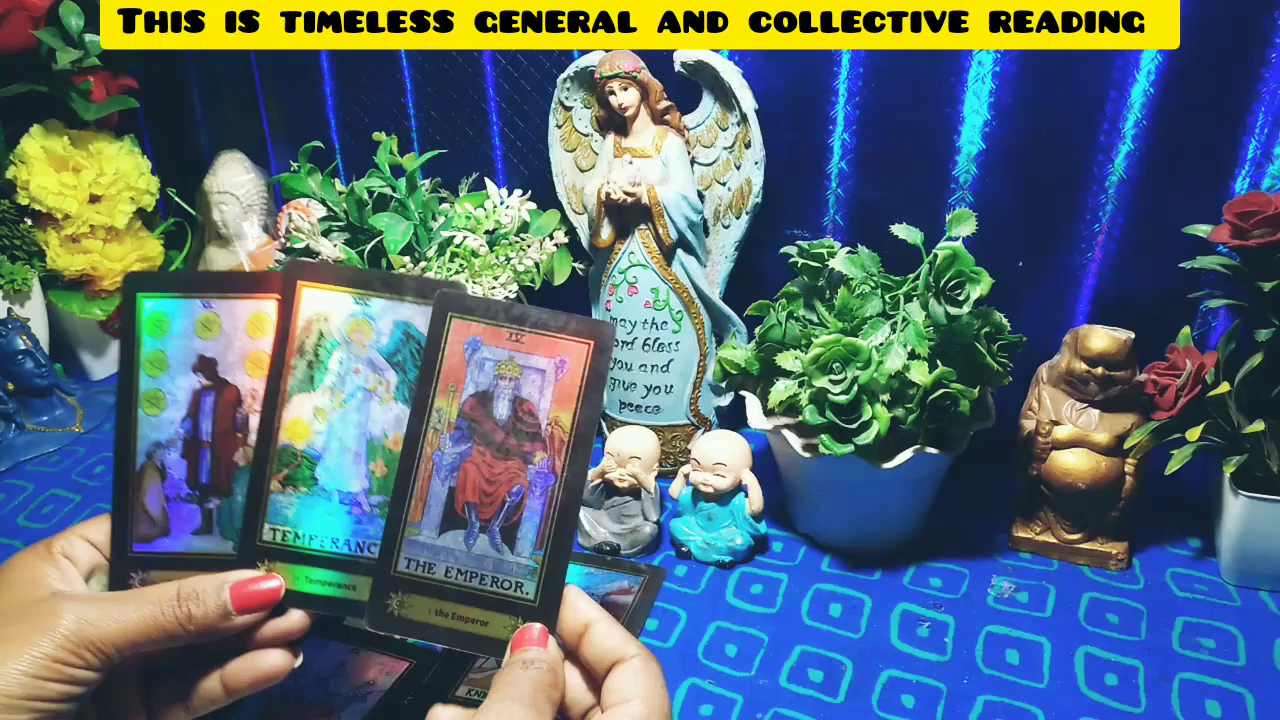 This is timeless general and collective reading
may the
ord bless
you and
give you
peace
IV
TEMPERANC
Temperance
THE EMPEROR.
the Emperor
KNI